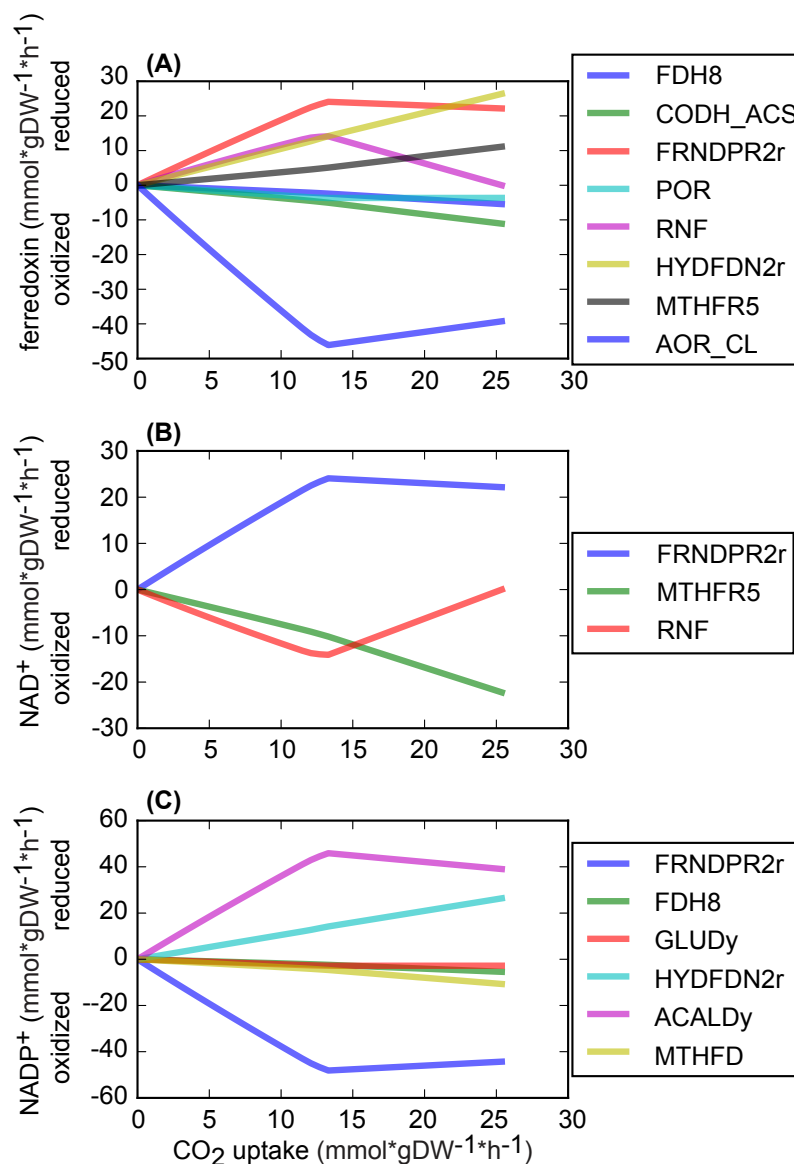 (A)
ferredoxin (mmol*gDW-1*h-1)
oxidized reduced
30
20
10
0
-10
-20
-30
-40
-50
0 5 10 15 20 25 30
FDH8
CODH_ACS
FRNDPR2r
POR
RNF
HYDFDN2r
MTHFR5
AOR_CL
(B)
NAD+ (mmol*gDW-1*h-1)
oxidized reduced
30
20
10
0
-10
-20
-30
0 5 10 15 20 25 30
FRNDPR2r
MTHFR5
RNF
(C)
NADP+ (mmol*gDW-1*h-1)
oxidized reduced
60
40
20
0
--20
-40
-60
0 5 10 15 20 25 30
CO2 uptake (mmol*gDW-1*h-1)
FRNDPR2r
FDH8
GLUDy
HYDFDN2r
ACALDy
MTHFD